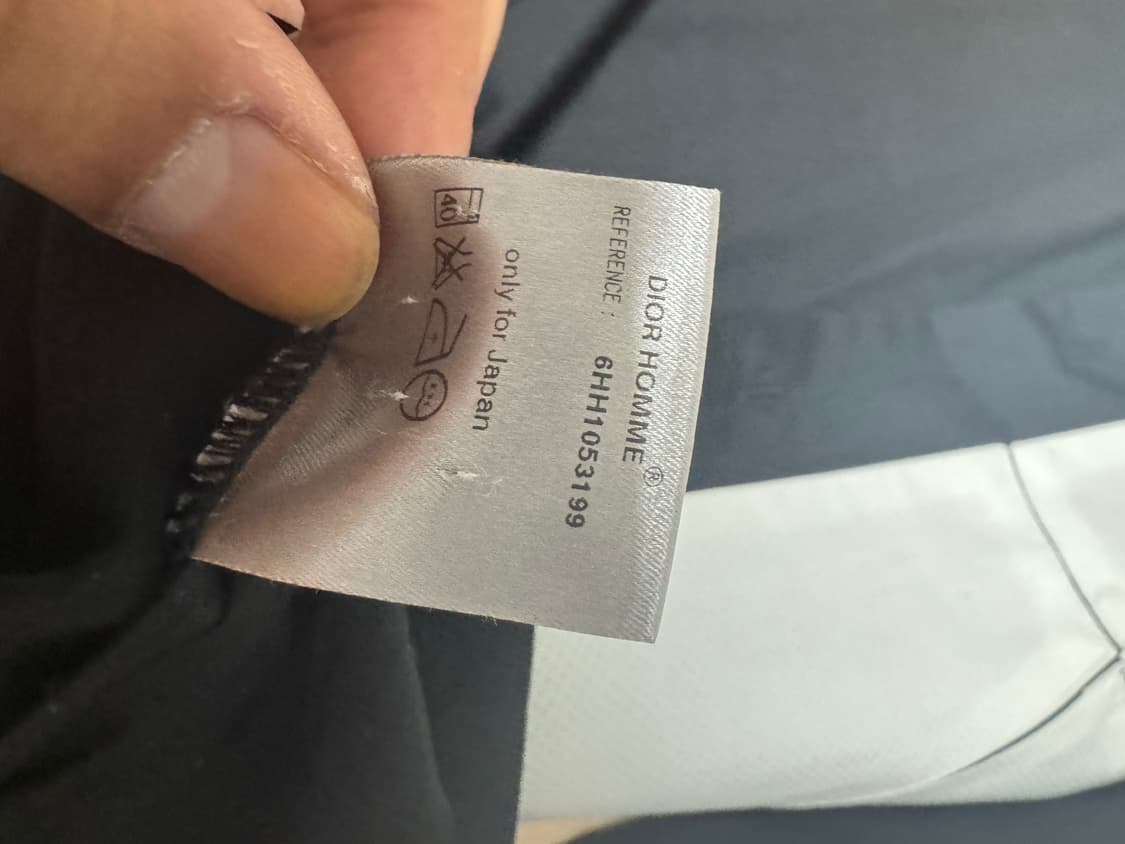 DIOR HOMME®
REFERENCE : 6HH1053199
only for Japan
40